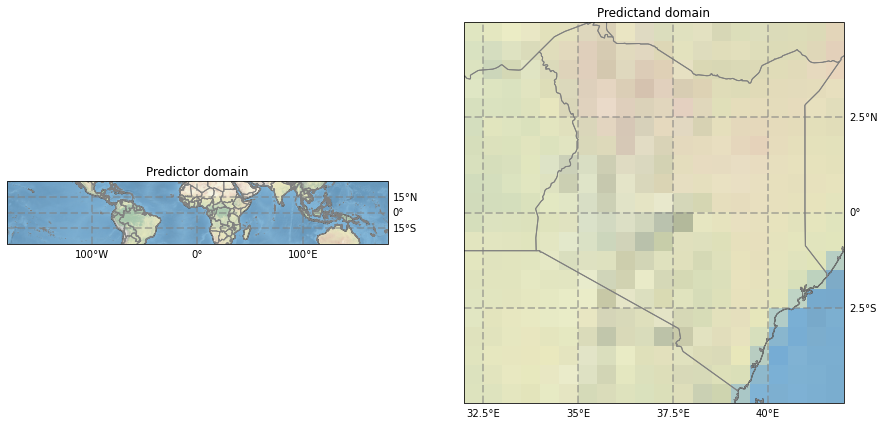 Predictor domain
15°N
0°
15°S
100°W
0°
100°E
Predictand domain
2.5°N
0°
2.5°S
32.5°E
35°E
37.5°E
40°E